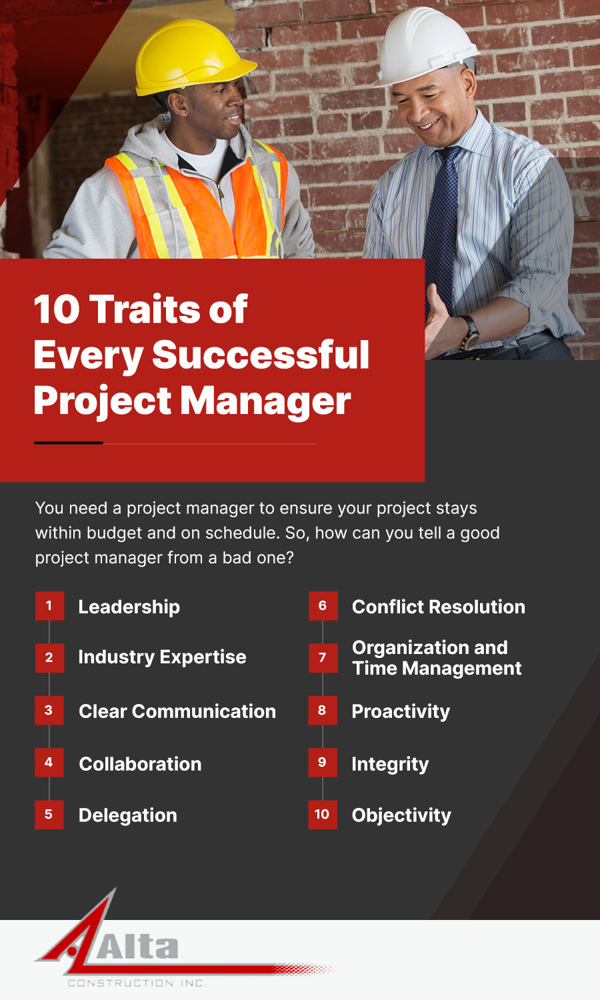 10 Traits of
Every Successful
Project Manager
You need a project manager to ensure your project stays
within budget and on schedule. So, how can you tell a good
project manager from a bad one?
1 Leadership
2 Industry Expertise
3 Clear Communication
4 Collaboration
5 Delegation
6 Conflict Resolution
7 Organization and
Time Management
8 Proactivity
9 Integrity
10 Objectivity
Alta
CONSTRUCTION INC.